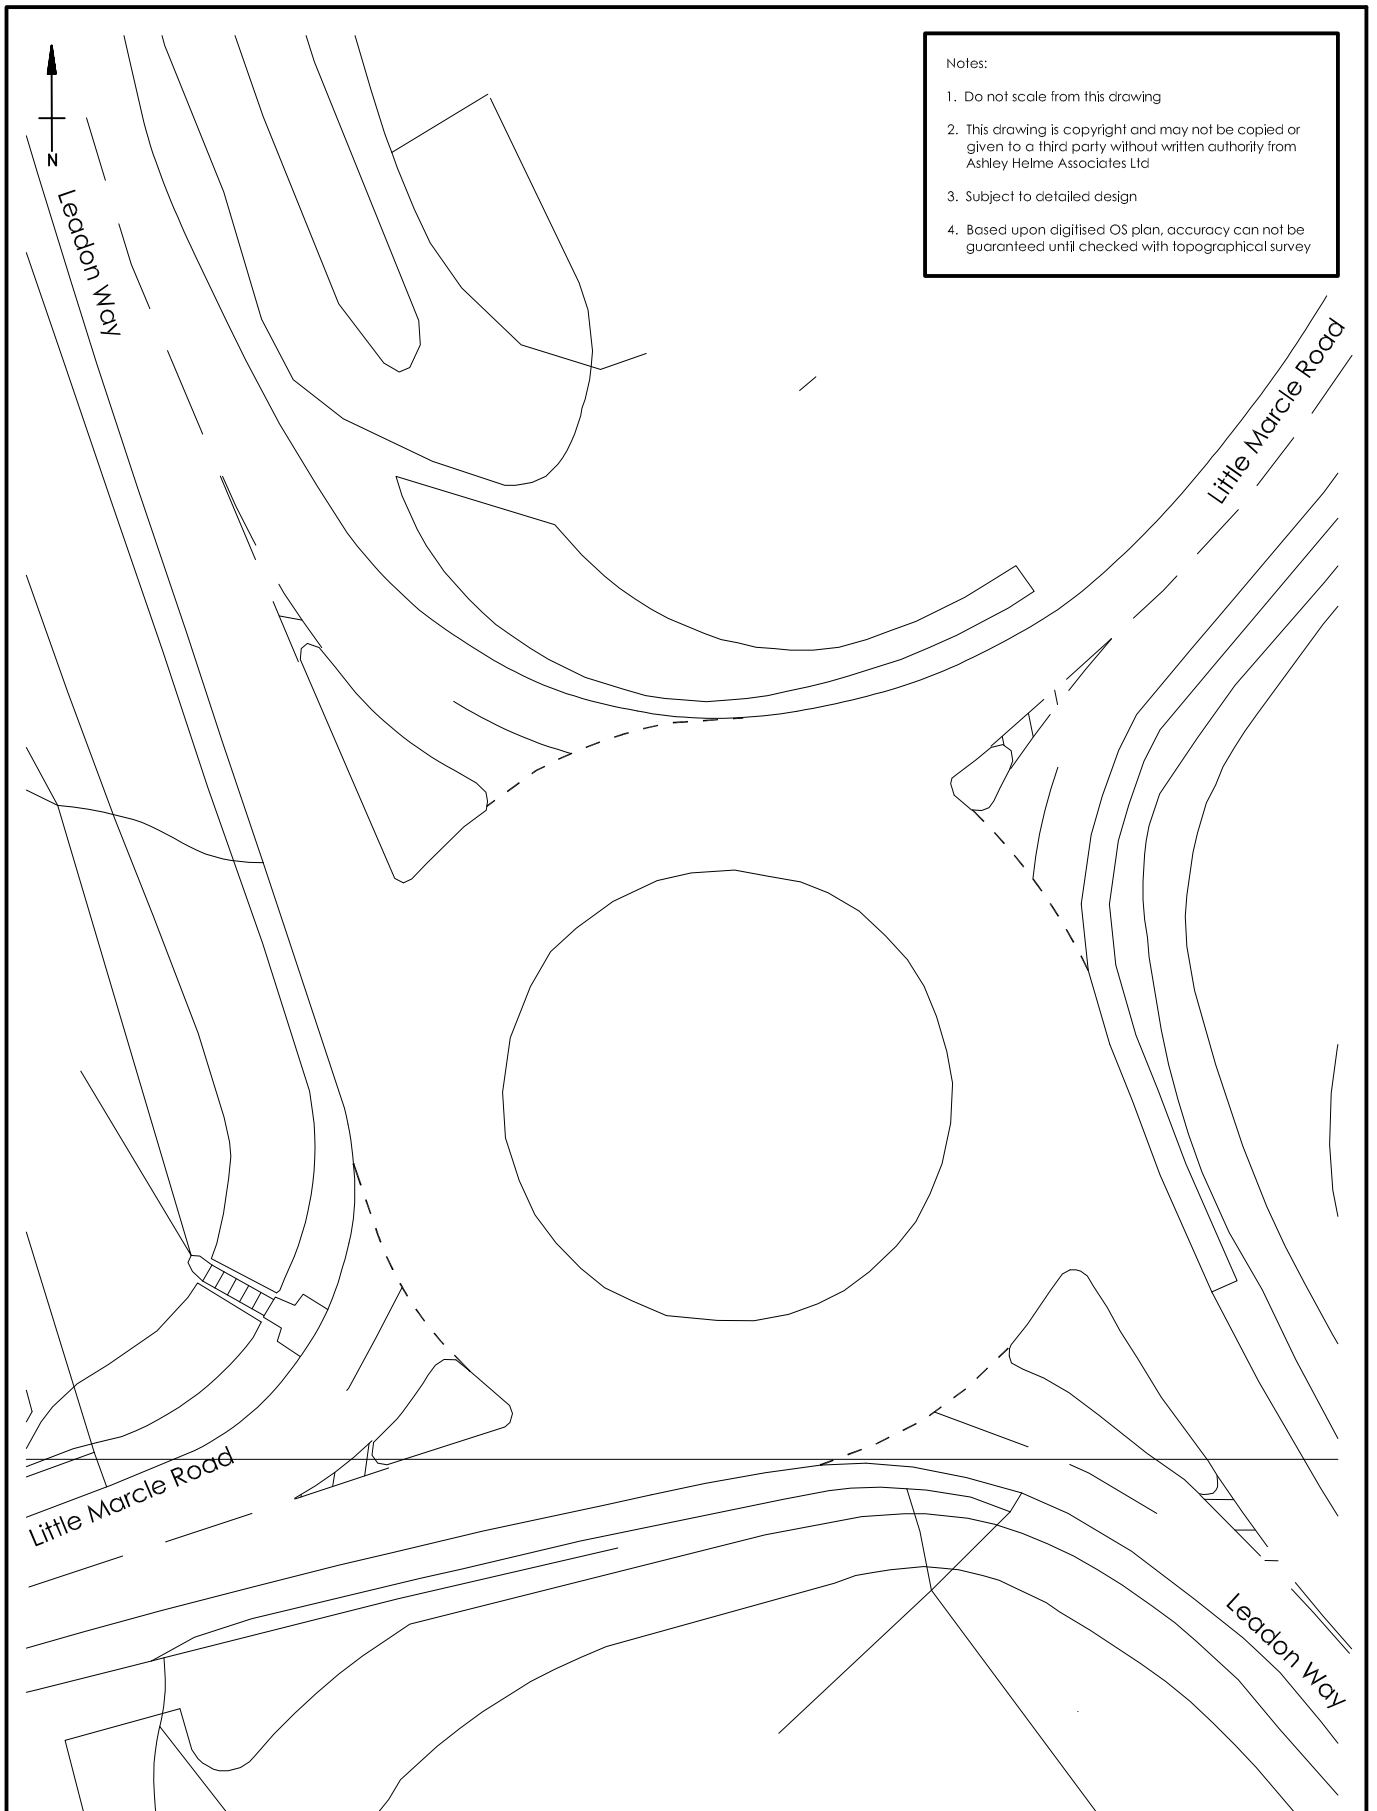 Notes:
1. Do not scale from this drawing
2. This drawing is copyright and may not be copied or
given to a third party without written authority from
Ashley Helme Associates Ltd
3. Subject to detailed design
4. Based upon digitised OS plan, accuracy can not be
guaranteed until checked with topographical survey
N
Leadon Way
Little Marcle Road
Little Marcle Road
Leadon Way